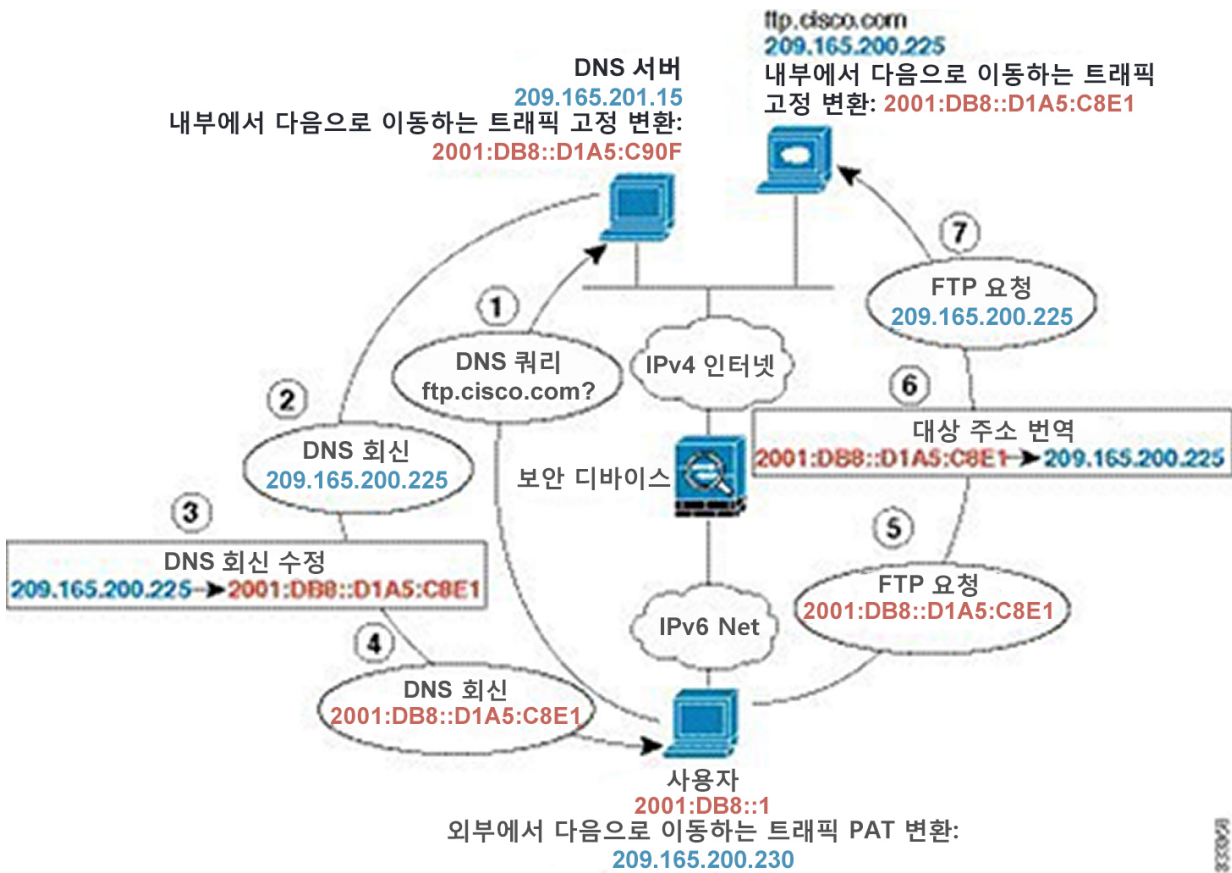 ftp.cisco.com
209.165.200.225
내부에서 다음으로 이동하는 트래픽
고정 변환: 2001:DB8::D1A5:C8E1
DNS 서버
209.165.201.15
내부에서 다음으로 이동하는 트래픽 고정 변환:
2001:DB8::D1A5:C90F
7
FTP 요청
209.165.200.225
1
DNS 쿼리
ftp.cisco.com?
IPv4 인터넷
6
대상 주소 번역
2001:DB8::D1A5:C8E1 209.165.200.225
2
DNS 회신
209.165.200.225
보안 디바이스
3
DNS 회신 수정
209.165.200.225 2001:DB8::D1A5:C8E1
5
FTP 요청
2001:DB8::D1A5:C8E1
IPv6 Net
4
DNS 회신
2001:DB8::D1A5:C8E1
사용자
2001:DB8::1
외부에서 다음으로 이동하는 트래픽 PAT 변환:
209.165.200.230